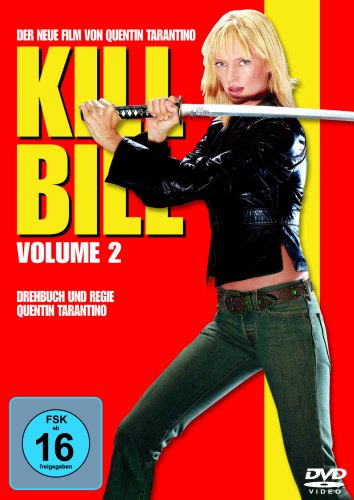 DER NEUE FILM VON QUENTIN TARANTINO
KILL
BILL
VOLUME 2
DREHBUCH UND REGIE
QUENTIN TARANTINO
FSK
ab
16
freigegeben
DVD
VIDEO